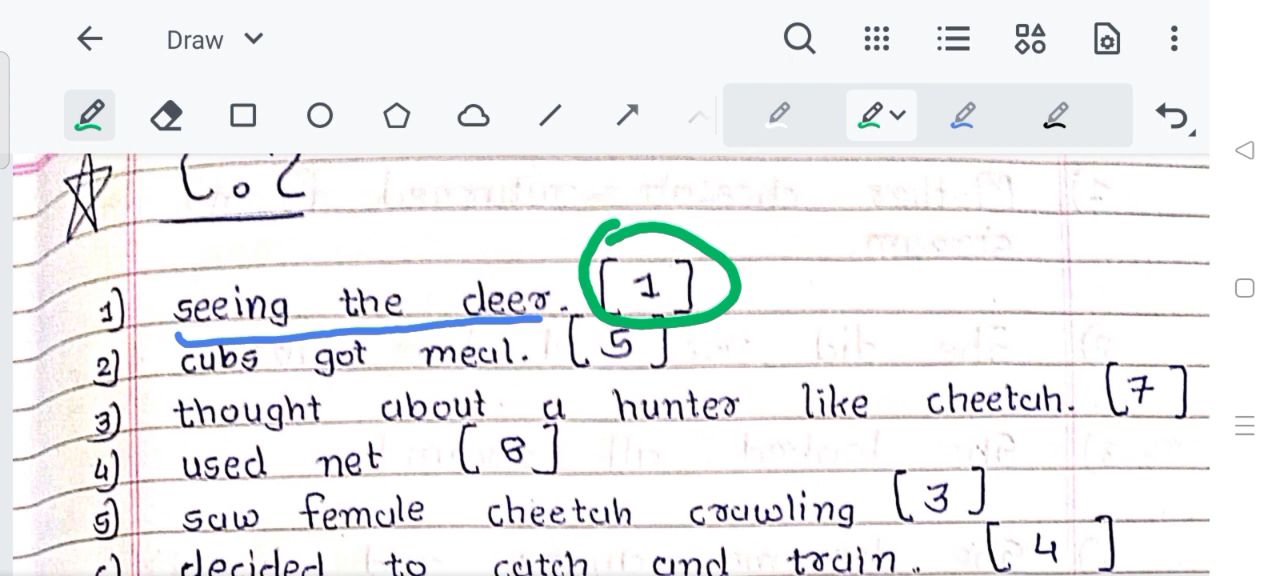 Draw
C.2
1) seeing the deer. [1]
2) cubs got meal. [5]
3) thought about a hunter like cheetah. [7]
4) used net [8]
5) saw female cheetah crawling [3]
decided to catch and train. [4]